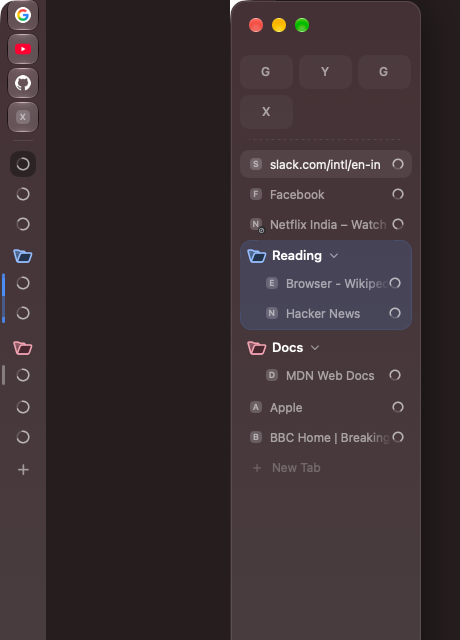 X
G
Y
G
X
S slack.com/intl/en-in
F Facebook
N Netflix India – Watch
Reading
E Browser - Wikiped
N Hacker News
Docs
D MDN Web Docs
A Apple
B BBC Home | Breaking
+ New Tab